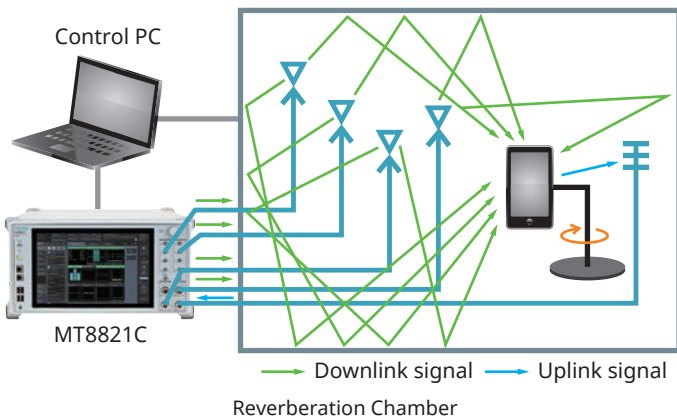 Control PC
MT8821C
Downlink signal
Uplink signal
Reverberation Chamber